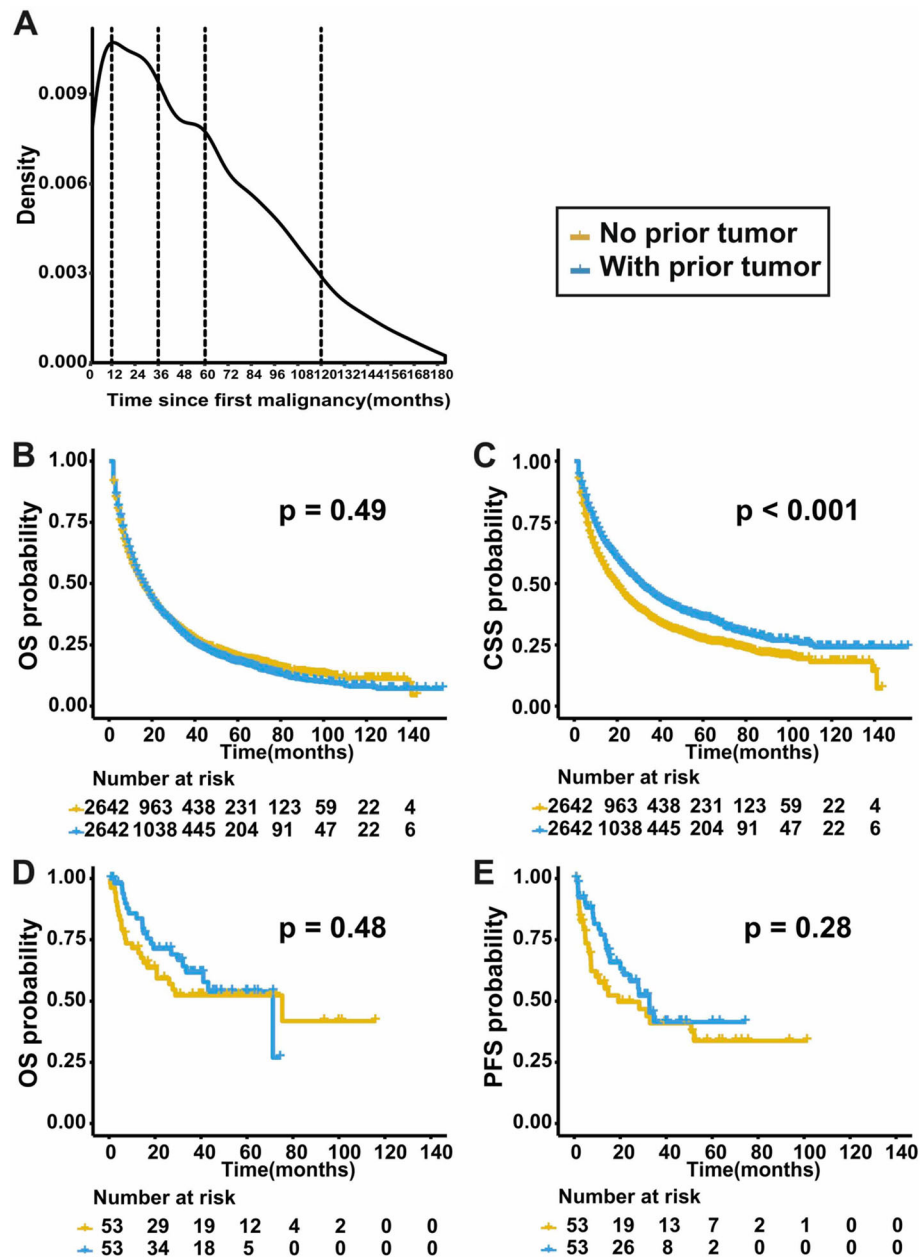 A
Density
0.009
0.006
0.003
0.000
0 12 24 36 48 60 72 84 96 108 120 132 144 156 168 180
Time since first malignancy(months)
No prior tumor
With prior tumor
B
OS probability
1.00
0.75
0.50
0.25
0.00
p = 0.49
0 20 40 60 80 100 120 140
Time(months)
Number at risk
2642 963 438 231 123 59 22 4
2642 1038 445 204 91 47 22 6
C
CSS probability
1.00
0.75
0.50
0.25
0.00
p < 0.001
0 20 40 60 80 100 120 140
Time(months)
Number at risk
2642 963 438 231 123 59 22 4
2642 1038 445 204 91 47 22 6
D
OS probability
1.00
0.75
0.50
0.25
0.00
p = 0.48
0 20 40 60 80 100 120 140
Time(months)
Number at risk
53 29 19 12 4 2 0 0
53 34 18 5 0 0 0 0
E
PFS probability
1.00
0.75
0.50
0.25
0.00
p = 0.28
0 20 40 60 80 100 120 140
Time(months)
Number at risk
53 19 13 7 2 1 0 0
53 26 8 2 0 0 0 0